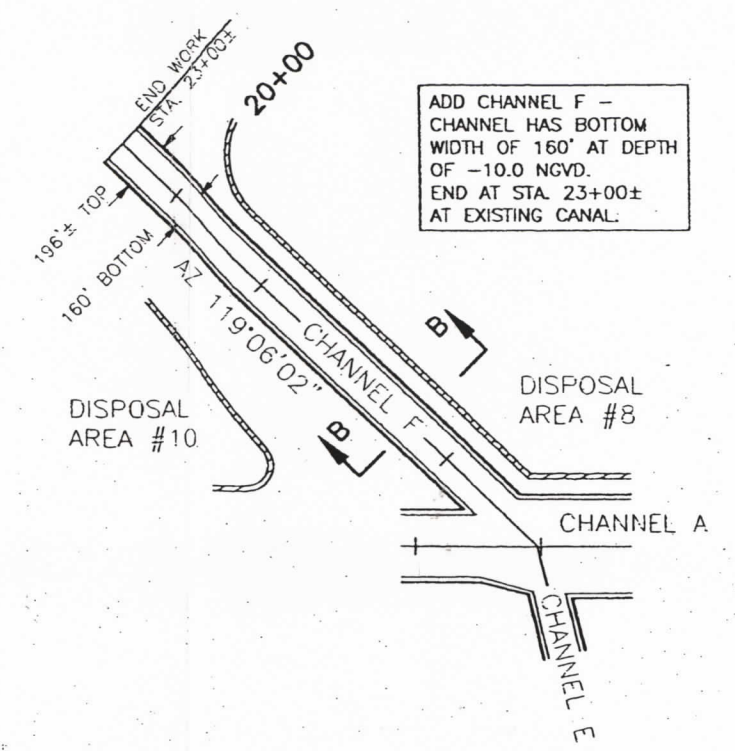 END WORK
STA. 23+00±
20+00
ADD CHANNEL F –
CHANNEL HAS BOTTOM
WIDTH OF 160' AT DEPTH
OF -10.0 NGVD.
END AT STA. 23+00±
AT EXISTING CANAL.
196'± TOP
160' BOTTOM
AZ 119°06'02"
CHANNEL F
B
B
DISPOSAL
AREA #8
DISPOSAL
AREA #10
CHANNEL A
CHANNEL E